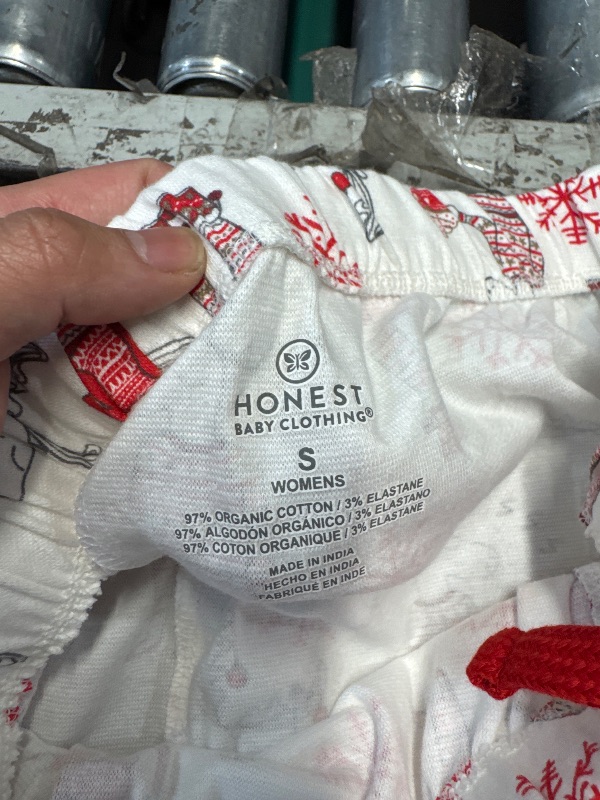 HONEST
BABY CLOTHING®
S
WOMENS
97% ORGANIC COTTON / 3% ELASTANE
97% ALGODÓN ORGÁNICO / 3% ELASTANO
97% COTON ORGANIQUE / 3% ELASTANE
MADE IN INDIA
HECHO EN INDIA
FABRIQUÉ EN INDE